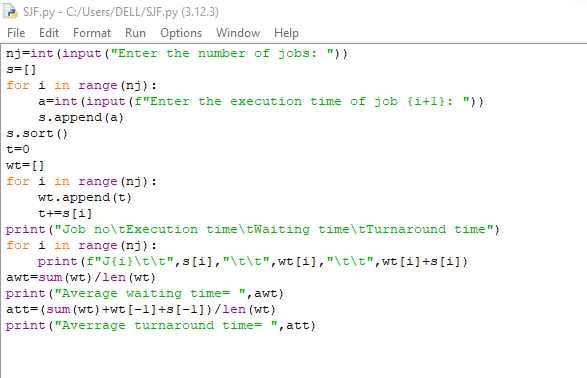 SJF.py - C:/Users/DELL/SJF.py (3.12.3)
File Edit Format Run Options Window Help
nj=int(input("Enter the number of jobs: "))
s=[]
for i in range(nj):
    a=int(input(f"Enter the execution time of job {i+1}: "))
    s.append(a)
s.sort()
t=0
wt=[]
for i in range(nj):
    wt.append(t)
    t+=s[i]
print("Job no\tExecution time\tWaiting time\tTurnaround time")
for i in range(nj):
    print(f"J{i}\t\t",s[i],"\t\t",wt[i],"\t\t",wt[i]+s[i])
awt=sum(wt)/len(wt)
print("Average waiting time= ",awt)
att=(sum(wt)+wt[-1]+s[-1])/len(wt)
print("Averrage turnaround time= ",att)